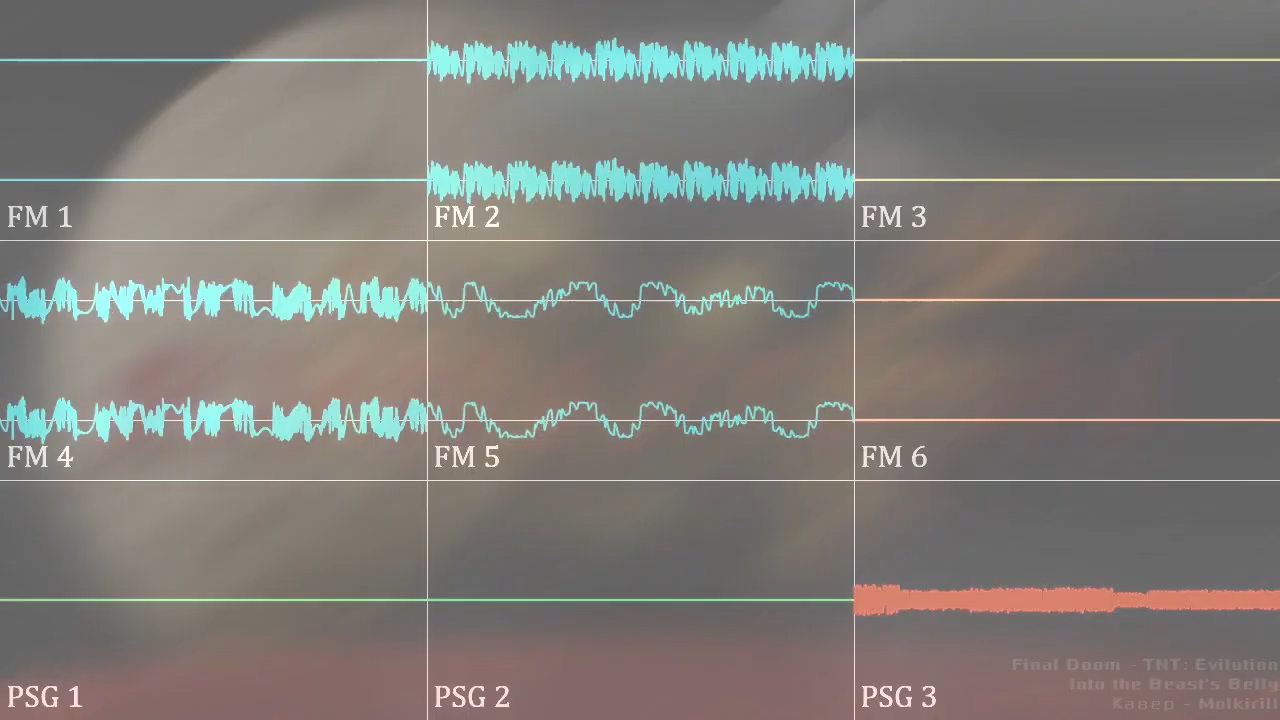 FM 1
FM 2
FM 3
FM 4
FM 5
FM 6
PSG 1
PSG 2
PSG 3
Final Doom - TNT: Evilution
Into the Beast's Belly
Кавер - Molkirill